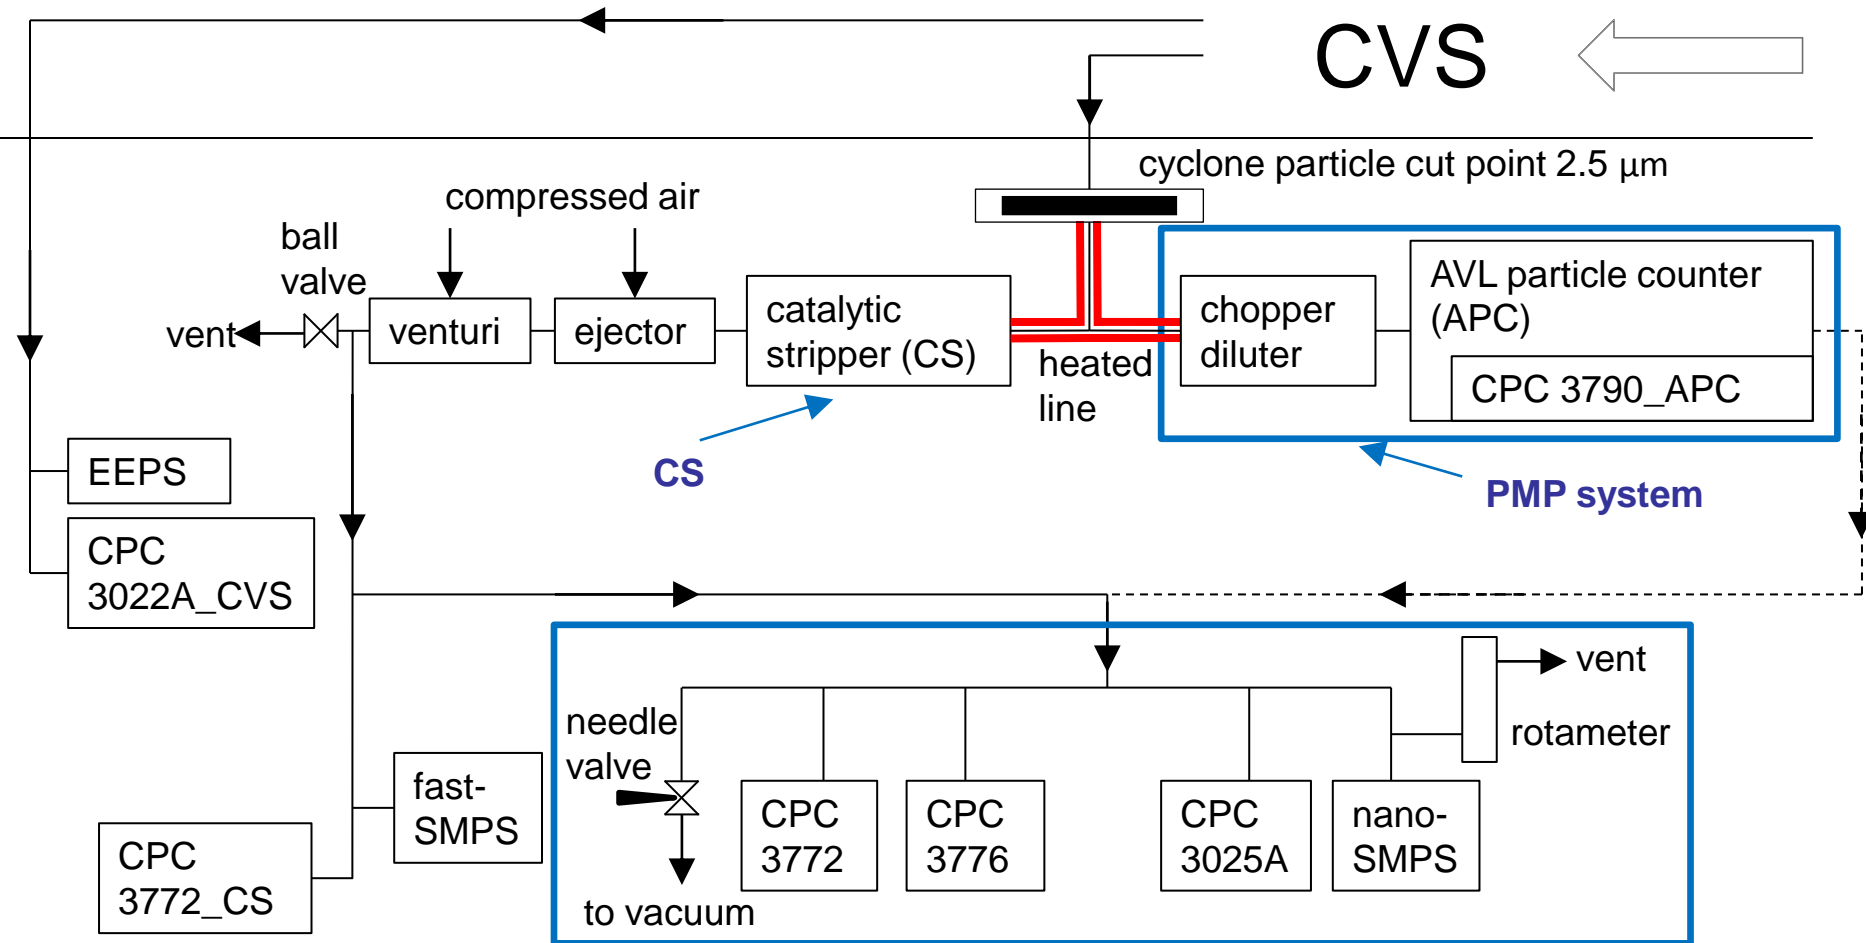 CVS
cyclone particle cut point 2.5 μm
compressed air
ball
valve
vent
venturi
ejector
catalytic
stripper (CS)
heated
line
chopper
diluter
AVL particle counter
(APC)
CPC 3790_APC
CS
PMP system
EEPS
CPC
3022A_CVS
fast-
SMPS
CPC
3772_CS
needle
valve
to vacuum
CPC
3772
CPC
3776
CPC
3025A
nano-
SMPS
vent
rotameter